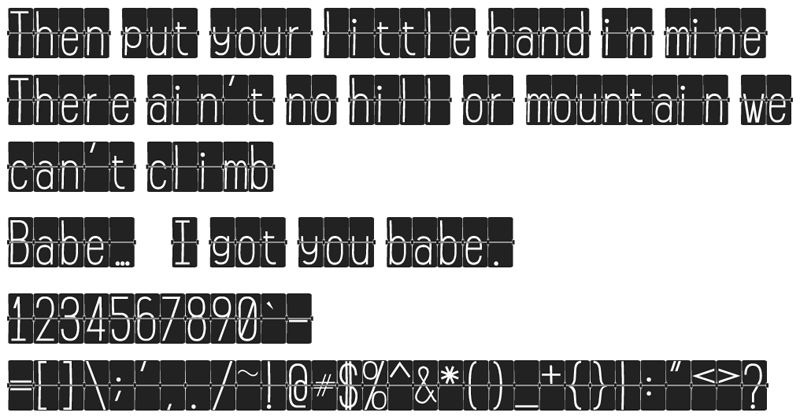 Then put your little hand in mine
There ain't no hill or mountain we
can't climb
Babe… I got you babe.
1234567890`-
=[]\;',./~!@#$%^&*()_+{}|:"<>?